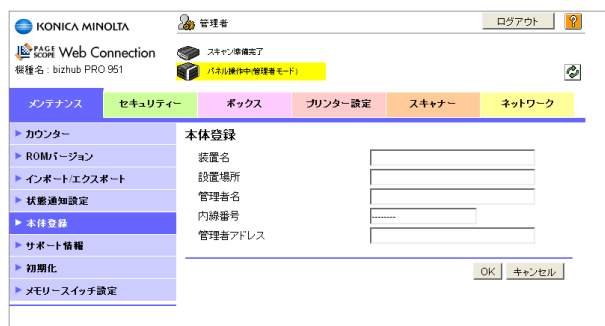 KONICA MINOLTA
管理者
ログアウト
?
PAGE SCOPE Web Connection
スキャン準備完了
機種名 : bizhub PRO 951
パネル操作中(管理者モード)
メンテナンス
セキュリティー
ボックス
プリンター設定
スキャナー
ネットワーク
カウンター
ROMバージョン
インポート/エクスポート
状態通知設定
本体登録
サポート情報
初期化
メモリースイッチ設定
本体登録
装置名
設置場所
管理者名
内線番号
--------
管理者アドレス
OK
キャンセル